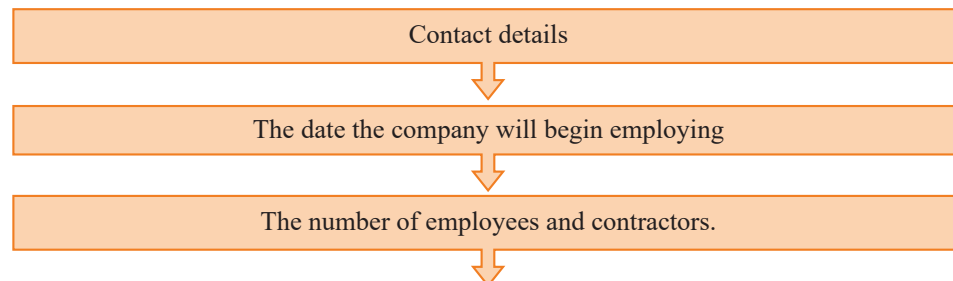 Contact details
The date the company will begin employing
The number of employees and contractors.